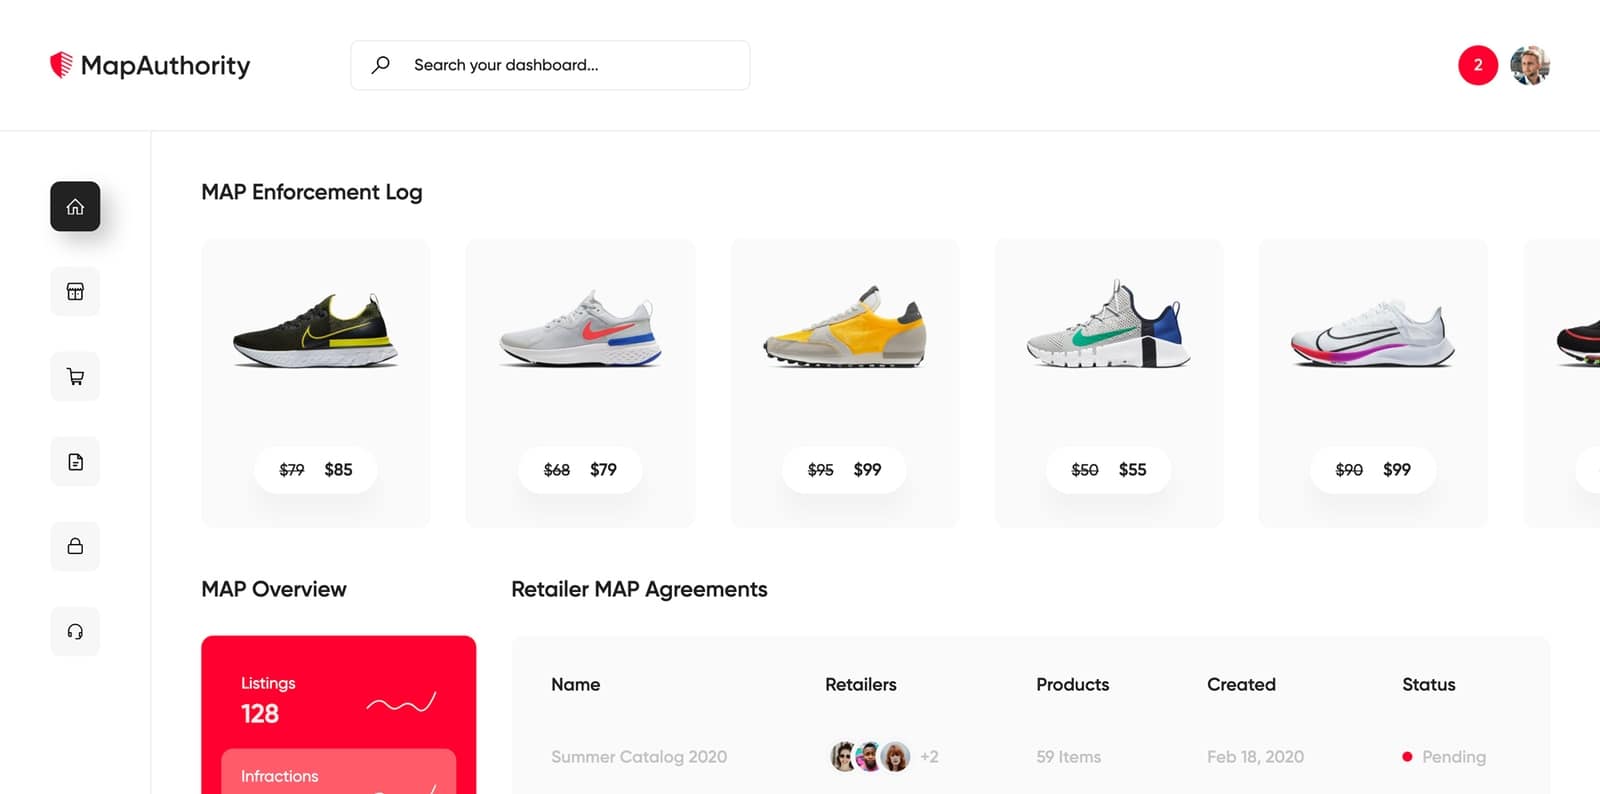 MapAuthority
Search your dashboard...
2
MAP Enforcement Log
$79 $85
$68 $79
$95 $99
$50 $55
$90 $99
MAP Overview
Retailer MAP Agreements
Listings
128
Infractions
Name Retailers Products Created Status
Summer Catalog 2020 +2 59 Items Feb 18, 2020 Pending